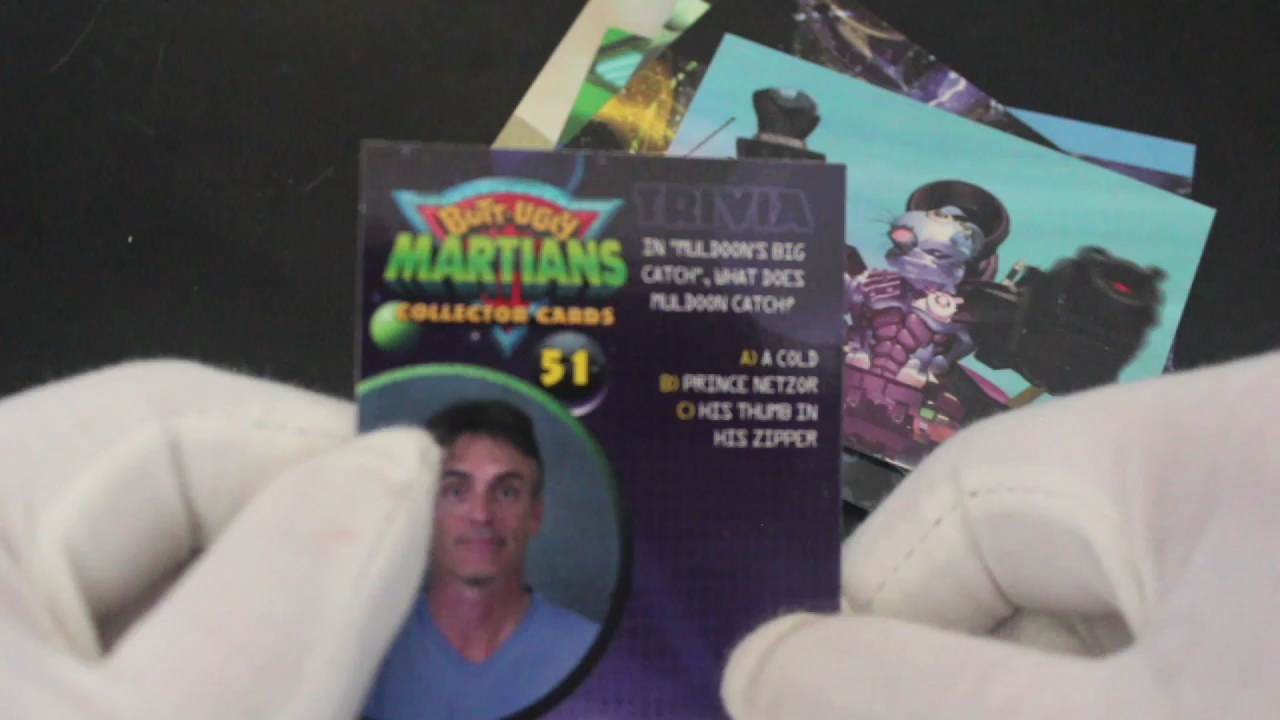 BUTT-UGLY
MARTIANS
COLLECTOR CARDS
51
TRIVIA
IN "MULDOON'S BIG
CATCH", WHAT DOES
MULDOON CATCH?
A) A COLD
B) PRINCE NETZOR
C) HIS THUMB IN
HIS ZIPPER